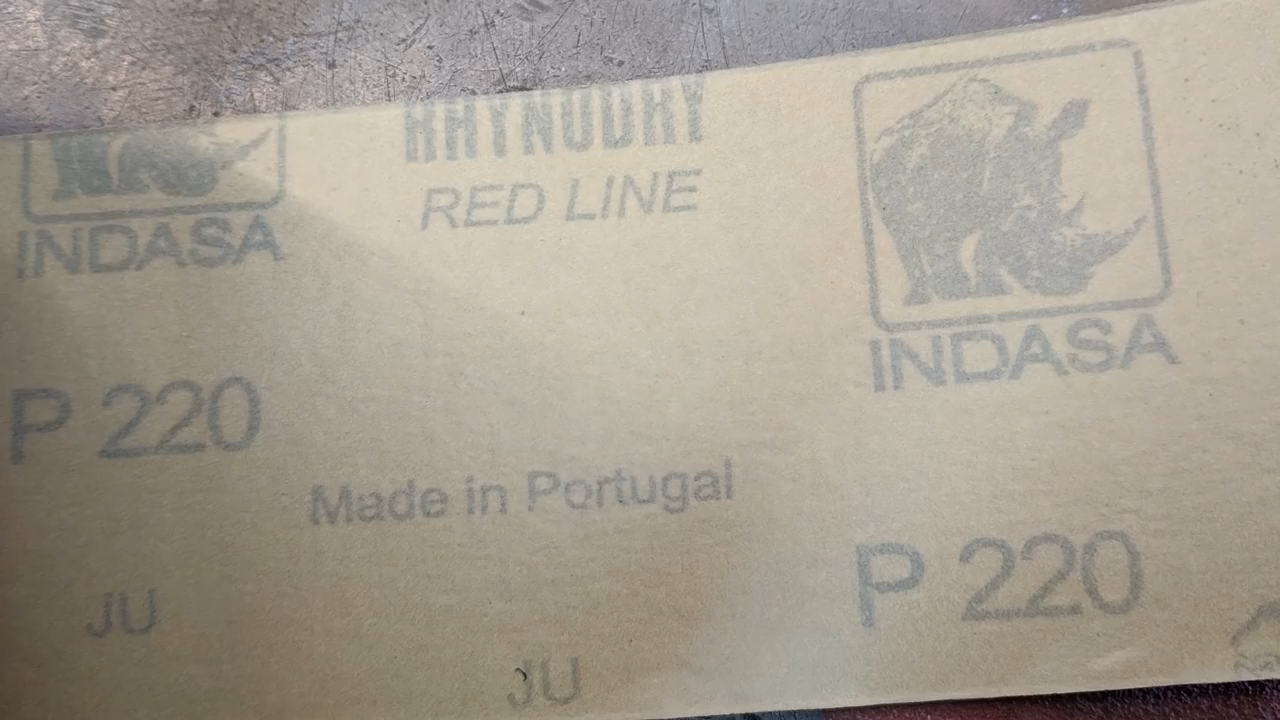 RHYNODRY
RED LINE
INDASA
INDASA
P 220
Made in Portugal
P 220
JU
JU